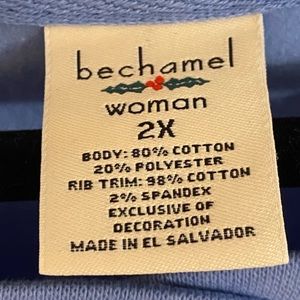 bechamel
woman
2X
BODY: 80% COTTON
20% POLYESTER
RIB TRIM: 98% COTTON
2% SPANDEX
EXCLUSIVE OF
DECORATION
MADE IN EL SALVADOR